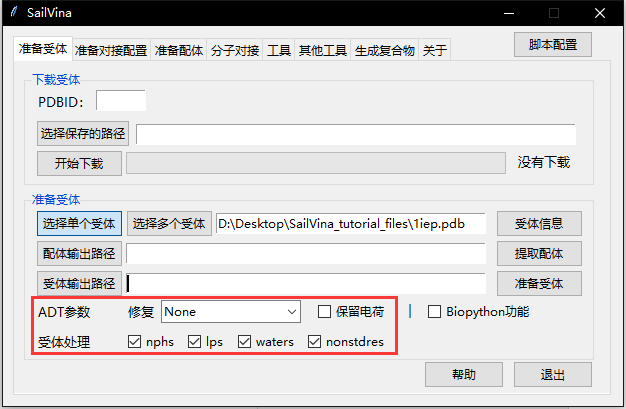 SailVina
脚本配置
准备受体 准备对接配置 准备配体 分子对接 工具 其他工具 生成复合物 关于
下载受体
PDBID:
选择保存的路径
开始下载 没有下载
准备受体
选择单个受体 选择多个受体 D:\Desktop\SailVina_tutorial_files\1iep.pdb 受体信息
配体输出路径 提取配体
受体输出路径 准备受体
ADT参数 修复 None 保留电荷 | Biopython功能
受体处理 nphs lps waters nonstdres
帮助 退出